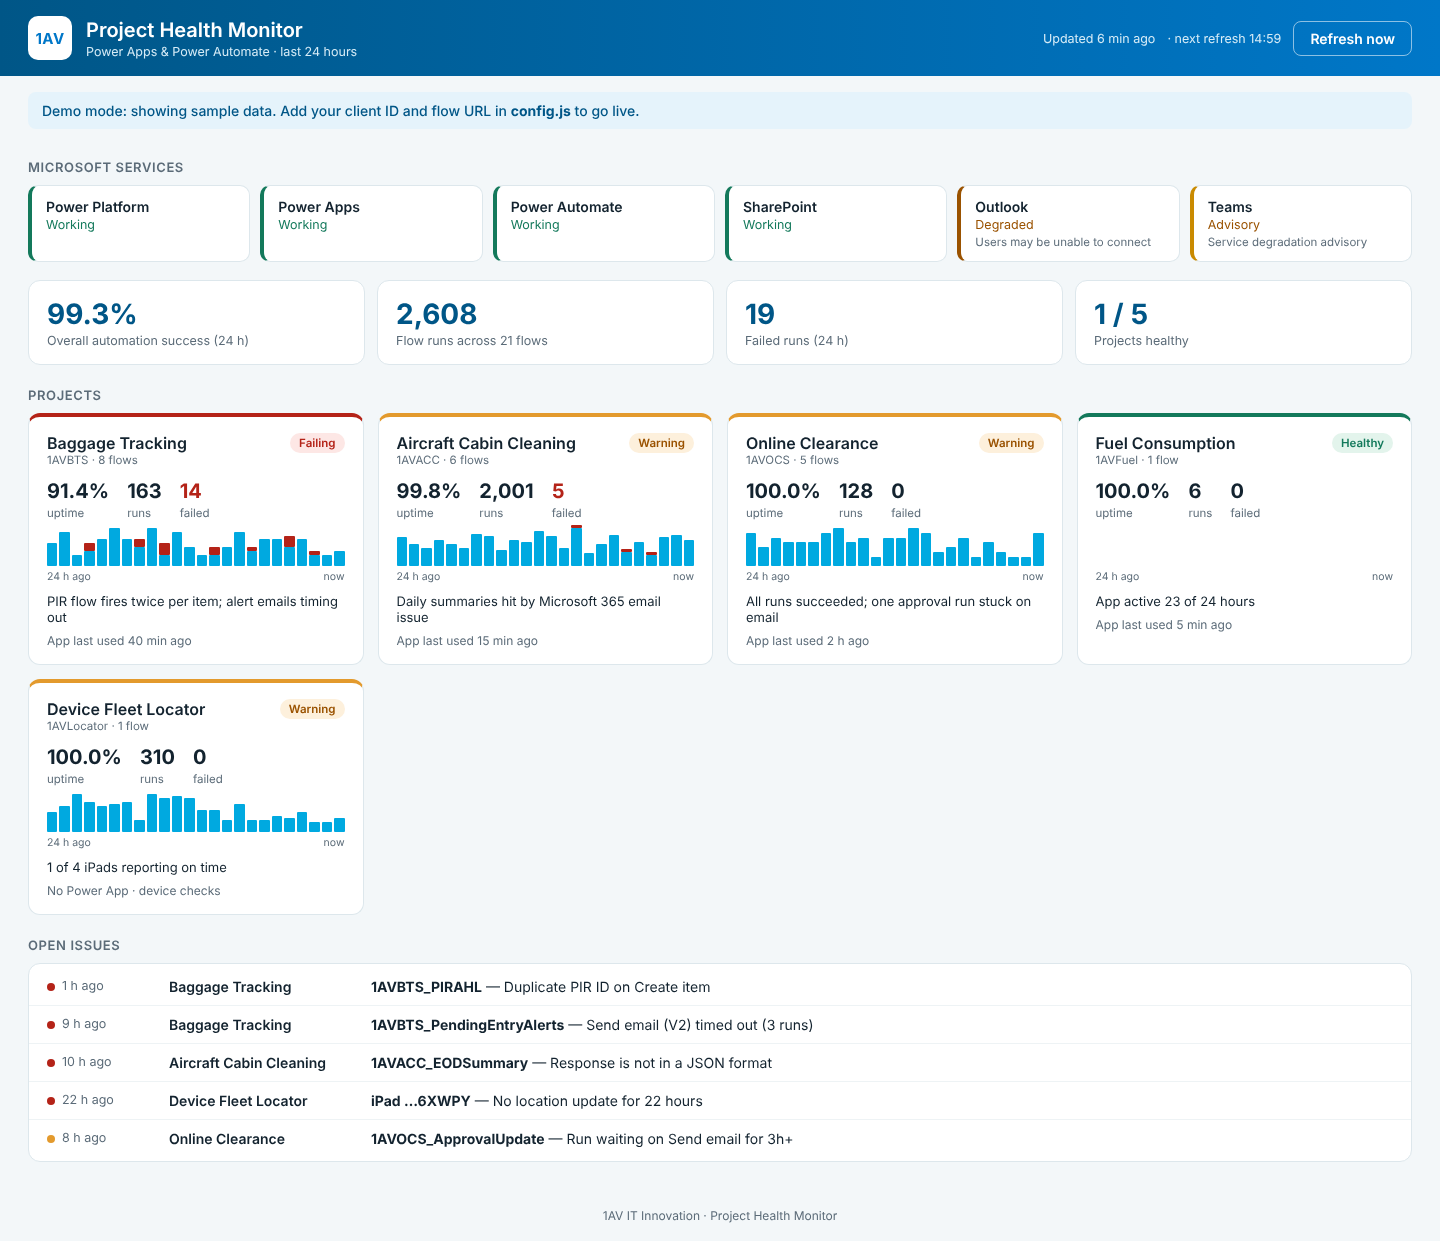 1AV
Project Health Monitor
Power Apps & Power Automate · last 24 hours
Updated 6 min ago · next refresh 14:59
Refresh now
Demo mode: showing sample data. Add your client ID and flow URL in config.js to go live.
MICROSOFT SERVICES
Power Platform
Working
Power Apps
Working
Power Automate
Working
SharePoint
Working
Outlook
Degraded
Users may be unable to connect
Teams
Advisory
Service degradation advisory
99.3%
Overall automation success (24 h)
2,608
Flow runs across 21 flows
19
Failed runs (24 h)
1 / 5
Projects healthy
PROJECTS
Baggage Tracking
Failing
1AVBTS · 8 flows
91.4% 163 14
uptime runs failed
24 h ago now
PIR flow fires twice per item; alert emails timing
out
App last used 40 min ago
Aircraft Cabin Cleaning
Warning
1AVACC · 6 flows
99.8% 2,001 5
uptime runs failed
24 h ago now
Daily summaries hit by Microsoft 365 email
issue
App last used 15 min ago
Online Clearance
Warning
1AVOCS · 5 flows
100.0% 128 0
uptime runs failed
24 h ago now
All runs succeeded; one approval run stuck on
email
App last used 2 h ago
Fuel Consumption
Healthy
1AVFuel · 1 flow
100.0% 6 0
uptime runs failed
24 h ago now
App active 23 of 24 hours
App last used 5 min ago
Device Fleet Locator
Warning
1AVLocator · 1 flow
100.0% 310 0
uptime runs failed
24 h ago now
1 of 4 iPads reporting on time
No Power App · device checks
OPEN ISSUES
1 h ago Baggage Tracking 1AVBTS_PIRAHL — Duplicate PIR ID on Create item
9 h ago Baggage Tracking 1AVBTS_PendingEntryAlerts — Send email (V2) timed out (3 runs)
10 h ago Aircraft Cabin Cleaning 1AVACC_EODSummary — Response is not in a JSON format
22 h ago Device Fleet Locator iPad …6XWPY — No location update for 22 hours
8 h ago Online Clearance 1AVOCS_ApprovalUpdate — Run waiting on Send email for 3h+
1AV IT Innovation · Project Health Monitor